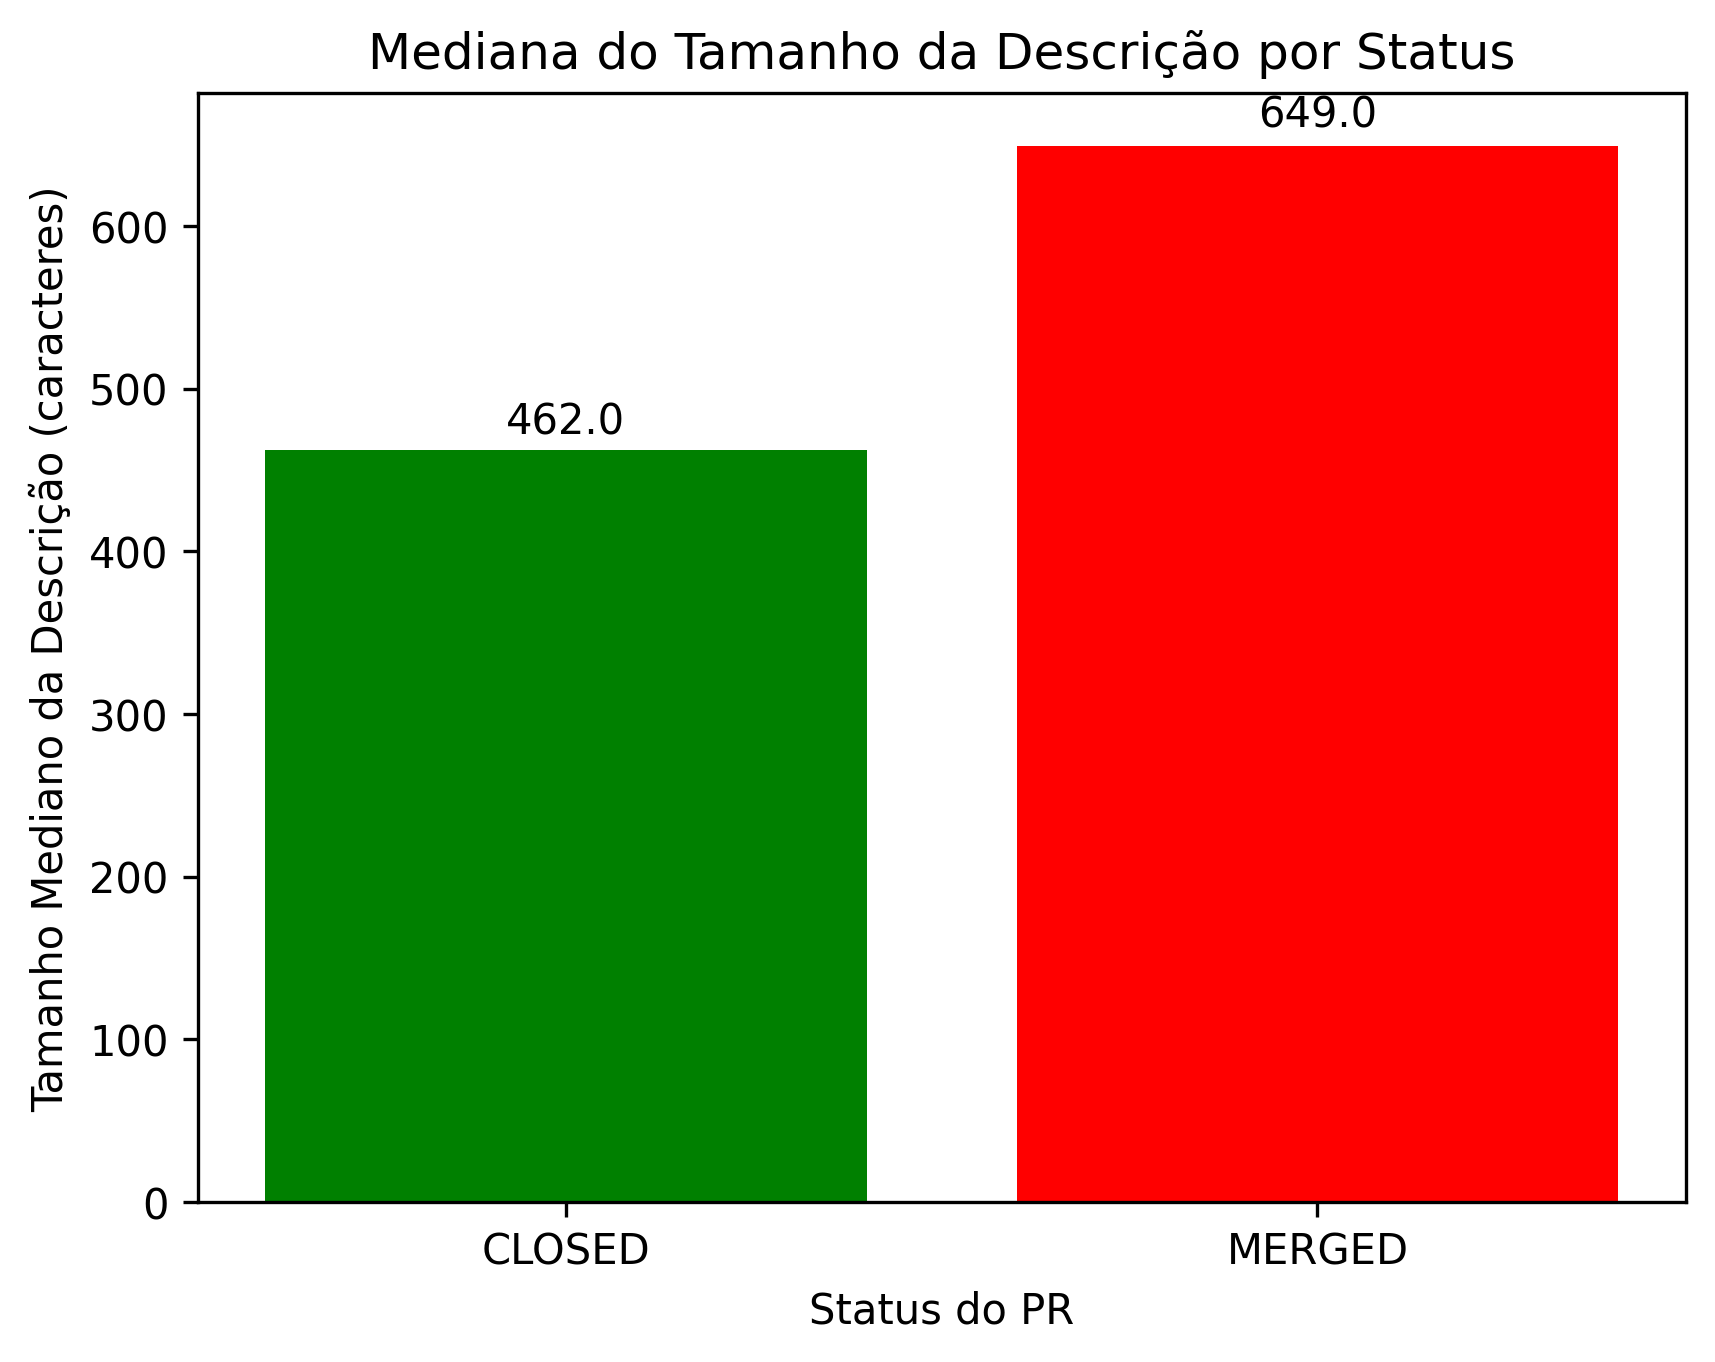 Mediana do Tamanho da Descrição por Status
Tamanho Mediano da Descrição (caracteres)
600
500
400
300
200
100
0
462.0
649.0
CLOSED
MERGED
Status do PR